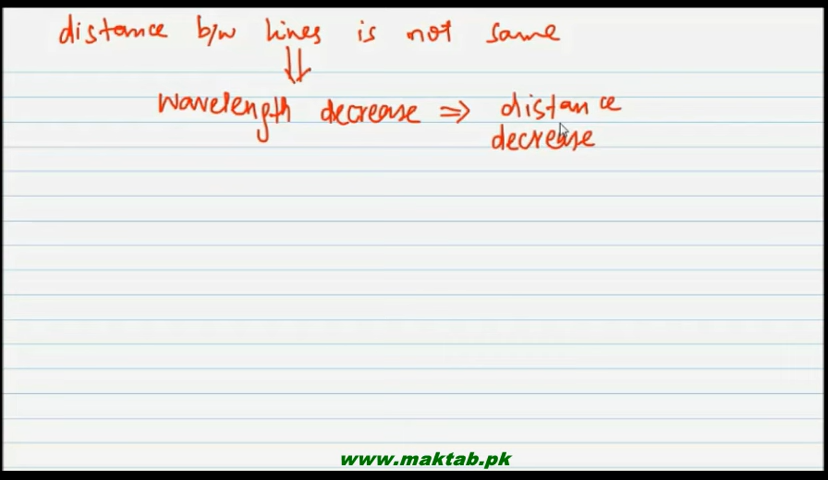 distance b/w lines is not same
⇓
wavelength decrease ⇒ distance
decrease
www.maktab.pk